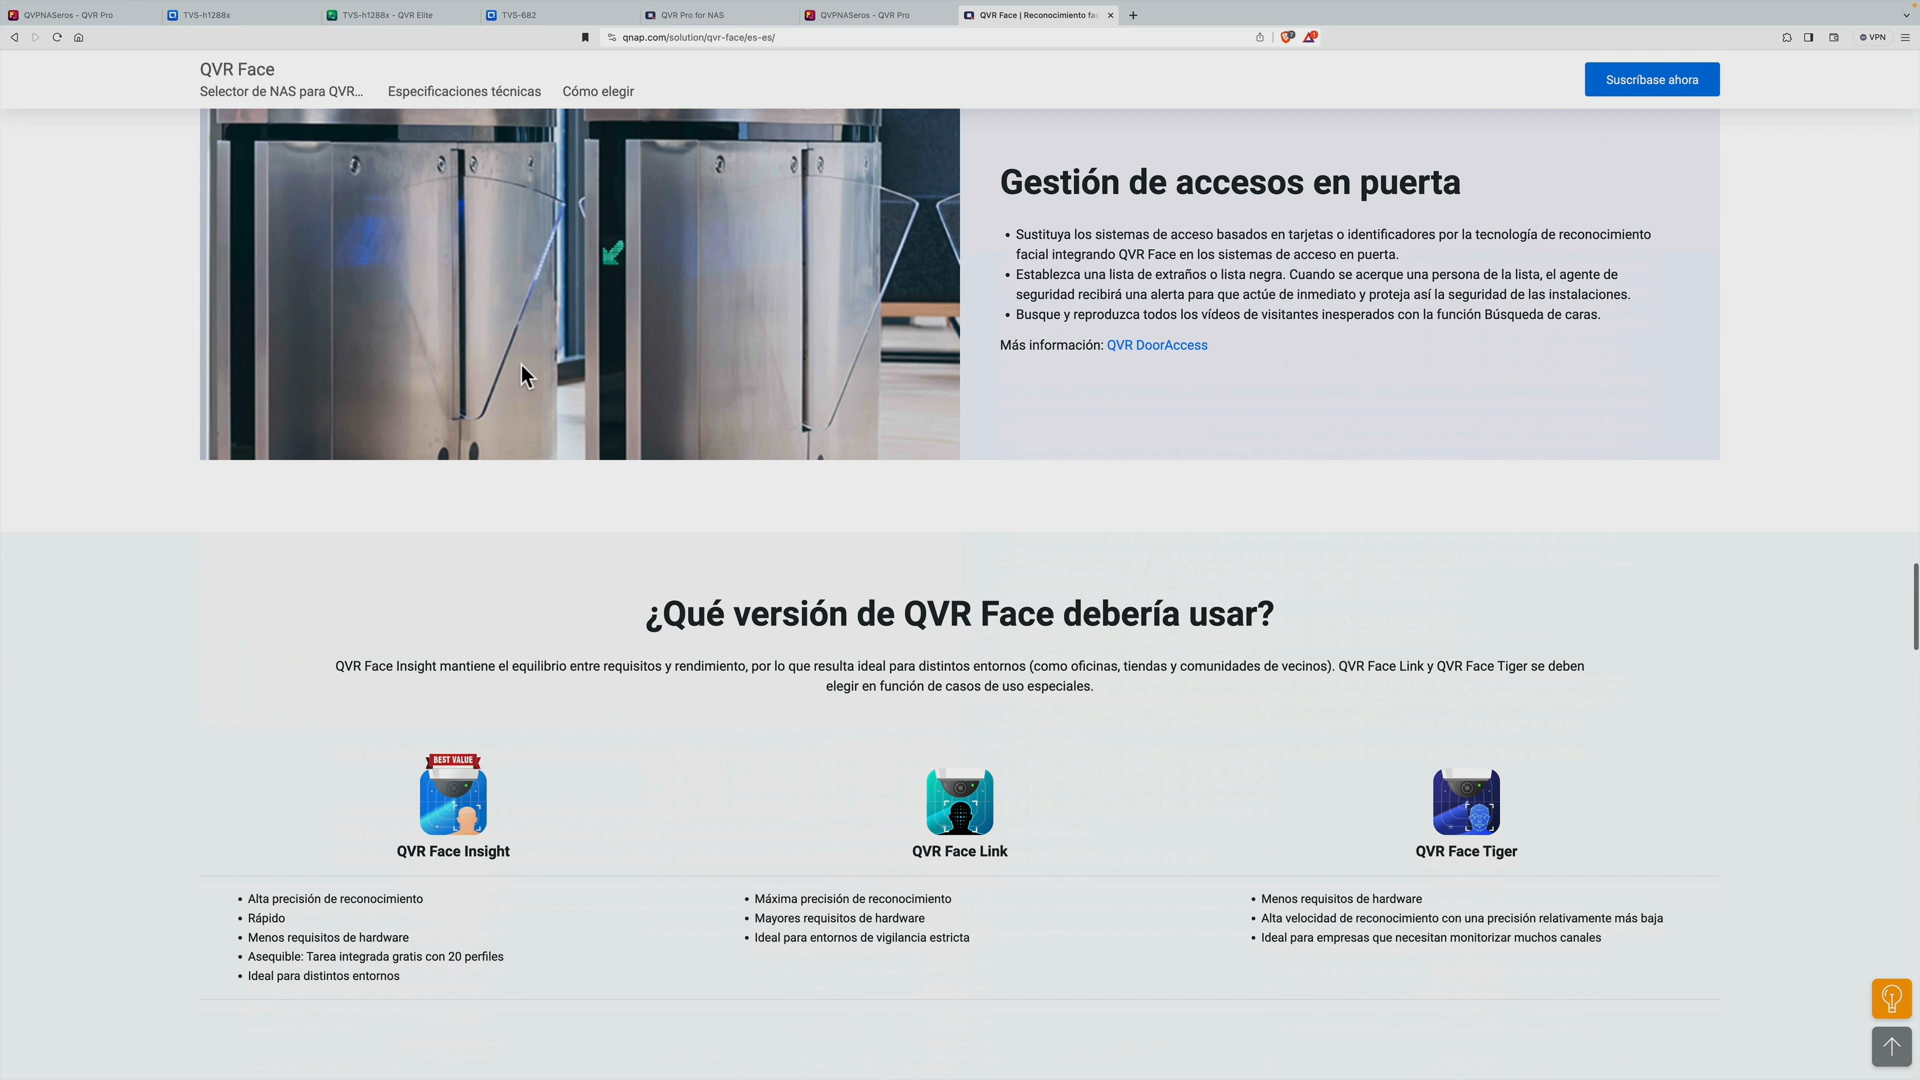 QVPNASeros - QVR Pro
TVS-h1288x
TVS-h1288x - QVR Elite
TVS-682
QVR Pro for NAS
QVPNASeros - QVR Pro
QVR Face | Reconocimiento fac
qnap.com/solution/qvr-face/es-es/
VPN
QVR Face
Selector de NAS para QVR...
Especificaciones técnicas
Cómo elegir
Suscríbase ahora
Gestión de accesos en puerta
• Sustituya los sistemas de acceso basados en tarjetas o identificadores por la tecnología de reconocimiento
facial integrando QVR Face en los sistemas de acceso en puerta.
• Establezca una lista de extraños o lista negra. Cuando se acerque una persona de la lista, el agente de
seguridad recibirá una alerta para que actúe de inmediato y proteja así la seguridad de las instalaciones.
• Busque y reproduzca todos los vídeos de visitantes inesperados con la función Búsqueda de caras.
Más información: QVR DoorAccess
¿Qué versión de QVR Face debería usar?
QVR Face Insight mantiene el equilibrio entre requisitos y rendimiento, por lo que resulta ideal para distintos entornos (como oficinas, tiendas y comunidades de vecinos). QVR Face Link y QVR Face Tiger se deben
elegir en función de casos de uso especiales.
BEST VALUE
QVR Face Insight
• Alta precisión de reconocimiento
• Rápido
• Menos requisitos de hardware
• Asequible: Tarea integrada gratis con 20 perfiles
• Ideal para distintos entornos
QVR Face Link
• Máxima precisión de reconocimiento
• Mayores requisitos de hardware
• Ideal para entornos de vigilancia estricta
QVR Face Tiger
• Menos requisitos de hardware
• Alta velocidad de reconocimiento con una precisión relativamente más baja
• Ideal para empresas que necesitan monitorizar muchos canales